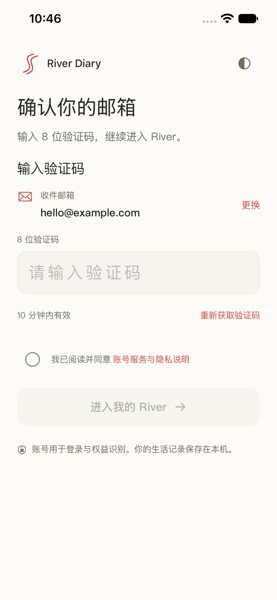 10:46
River Diary
确认你的邮箱
输入 8 位验证码，继续进入 River。
输入验证码
收件邮箱
hello@example.com
更换
8 位验证码
请输入验证码
10 分钟内有效
重新获取验证码
我已阅读并同意 账号服务与隐私说明
进入我的 River →
账号用于登录与权益识别。你的生活记录保存在本机。